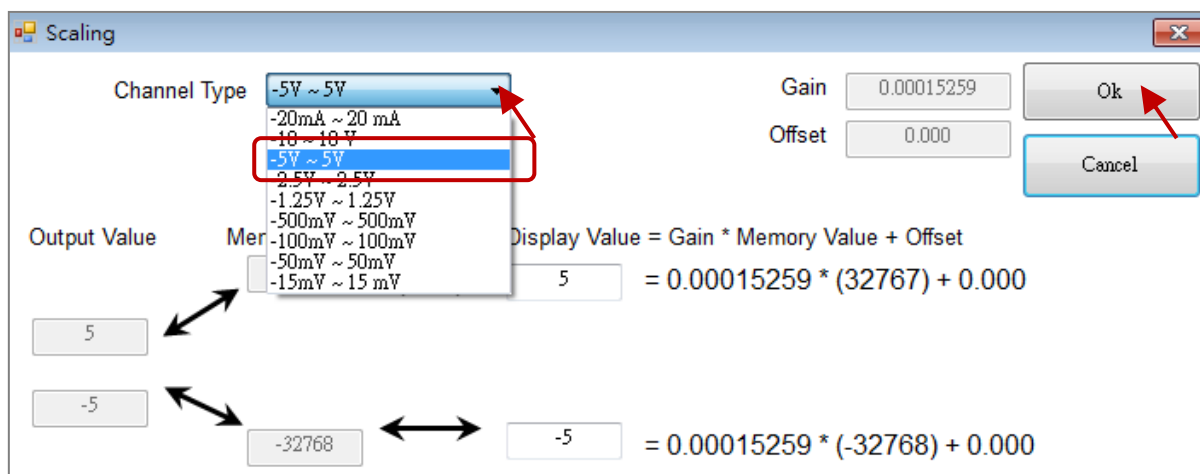 Scaling
Channel Type
-5V ~ 5V
Gain
0.00015259
Ok
-20mA ~ 20 mA
Offset
0.000
-10 ~ 10 V
-5V ~ 5V
Cancel
-2.5V ~ 2.5V
-1.25V ~ 1.25V
-500mV ~ 500mV
Output Value
-100mV ~ 100mV
Display Value = Gain * Memory Value + Offset
-50mV ~ 50mV
-15mV ~ 15 mV
5
= 0.00015259 * (32767) + 0.000
5
-5
-32768
-5
= 0.00015259 * (-32768) + 0.000